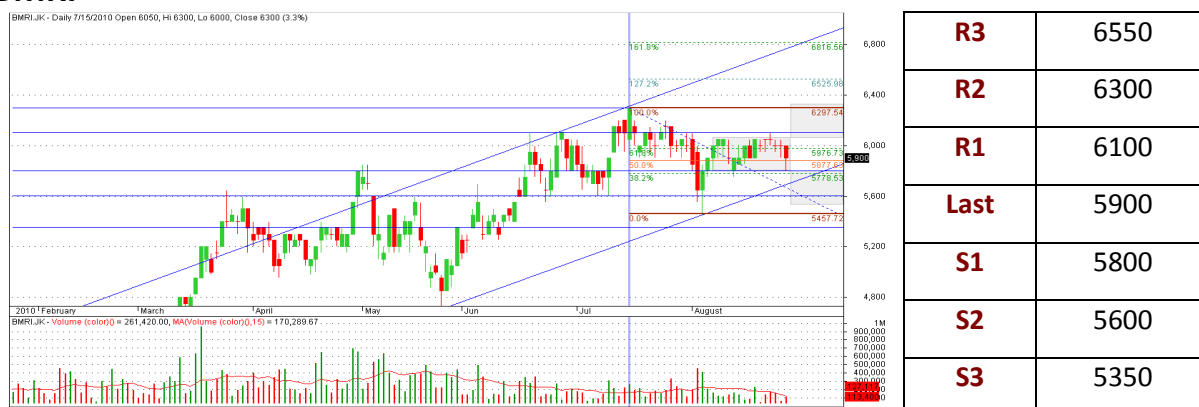 BMRI.JK - Daily 7/15/2010 Open 6050, Hi 6300, Lo 6000, Close 6300 (3.3%)
161.8% 6816.56
6,800
127.2% 6525.98
6,400
100.0% 6297.54
6,000
61.8% 5976.73
5,900
50.0%
38.2% 5778.53
5,600
0.0% 5457.72
5,200
4,800
2010 February March April May Jun Jul August
BMRI.JK - Volume (color)() = 261,420.00, MA(Volume (color)(),15) = 170,289.67
1M
900,000
800,000
700,000
600,000
500,000
400,000
300,000
R3 6550
R2 6300
R1 6100
Last 5900
S1 5800
S2 5600
S3 5350